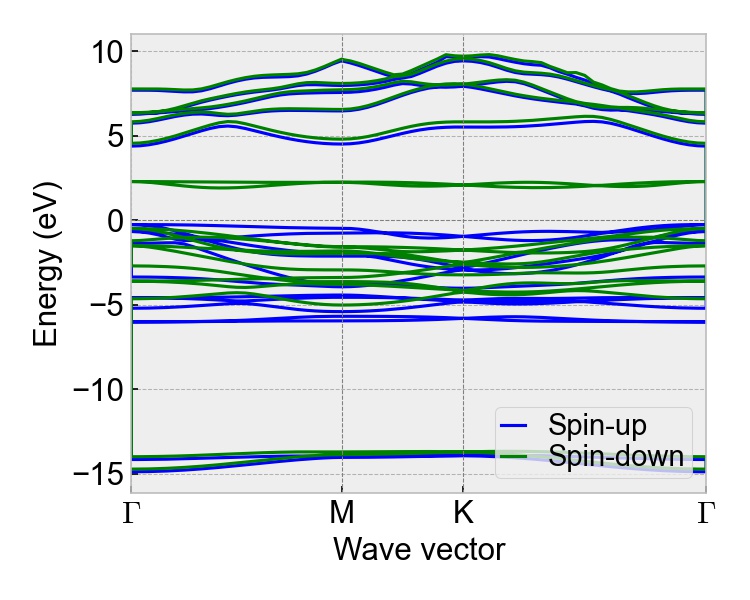 10
5
0
−5
−10
−15
Energy (eV)
Spin-up
Spin-down
Γ M K Γ
Wave vector